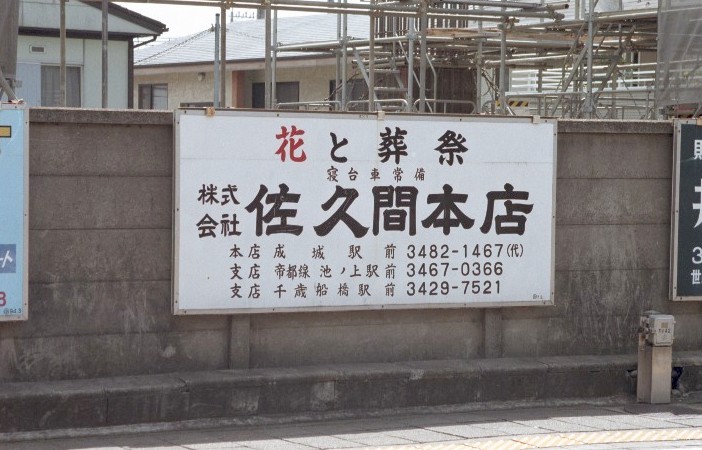 花と葬祭
寝台車常備
株式会社 佐久間本店
本店 成城駅前 3482-1467(代)
支店 帝都線 池ノ上駅前 3467-0366
支店 千歳船橋駅前 3429-7521